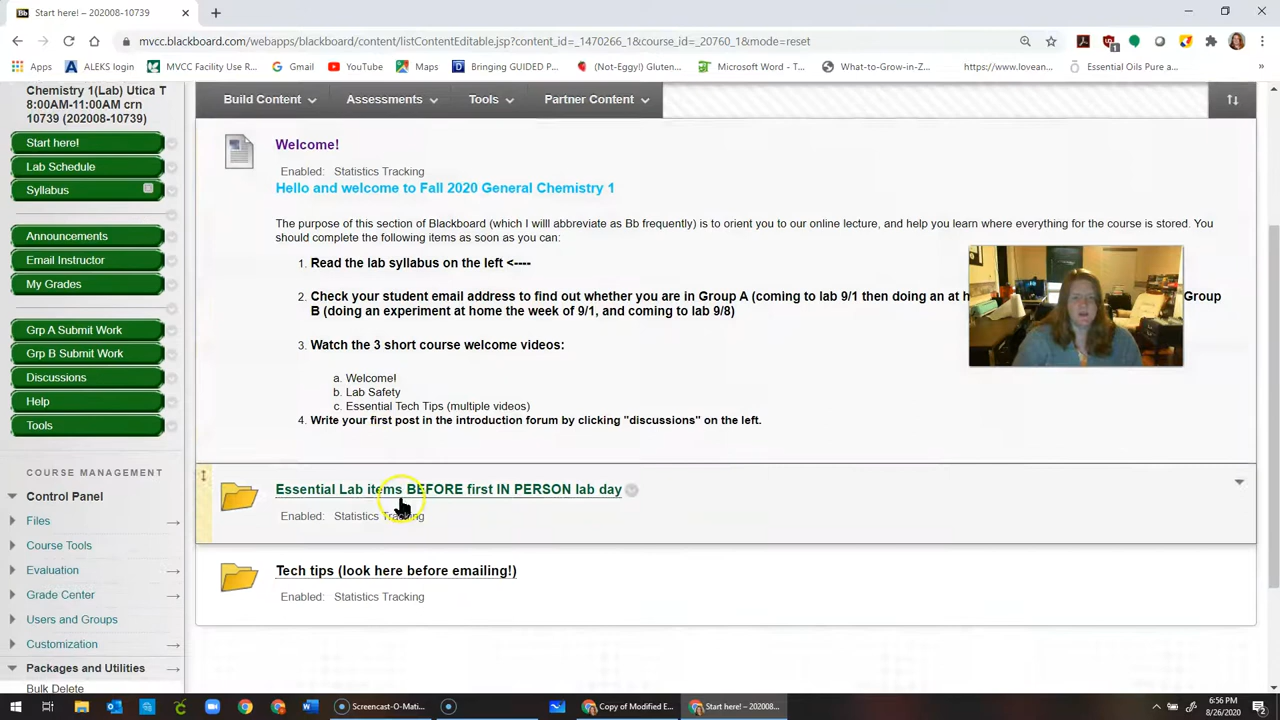 Start here! – 202008-10739
mvcc.blackboard.com/webapps/blackboard/content/listContentEditable.jsp?content_id=_1470266_1&course_id=_20760_1&mode=reset
Apps ALEKS login MVCC Facility Use R... Gmail YouTube Maps Bringing GUIDED P... (Not-Eggy!) Gluten... Microsoft Word - T... What-to-Grow-in-Z... https://www.lovean... Essential Oils Pure a...
Chemistry 1(Lab) Utica T
8:00AM-11:00AM crn
10739 (202008-10739)
Start here!
Lab Schedule
Syllabus
Announcements
Email Instructor
My Grades
Grp A Submit Work
Grp B Submit Work
Discussions
Help
Tools
COURSE MANAGEMENT
Control Panel
Files
Course Tools
Evaluation
Grade Center
Users and Groups
Customization
Packages and Utilities
Bulk Delete
Build Content Assessments Tools Partner Content
Welcome!
Enabled: Statistics Tracking
Hello and welcome to Fall 2020 General Chemistry 1
The purpose of this section of Blackboard (which I willl abbreviate as Bb frequently) is to orient you to our online lecture, and help you learn where everything for the course is stored. You
should complete the following items as soon as you can:
1. Read the lab syllabus on the left <----
2. Check your student email address to find out whether you are in Group A (coming to lab 9/1 then doing an at h Group
B (doing an experiment at home the week of 9/1, and coming to lab 9/8)
3. Watch the 3 short course welcome videos:
a. Welcome!
b. Lab Safety
c. Essential Tech Tips (multiple videos)
4. Write your first post in the introduction forum by clicking "discussions" on the left.
Essential Lab items BEFORE first IN PERSON lab day
Enabled: Statistics Tracking
Tech tips (look here before emailing!)
Enabled: Statistics Tracking
Screencast-O-Mati... Copy of Modified E... Start here! – 202008...
6:56 PM
8/26/2020